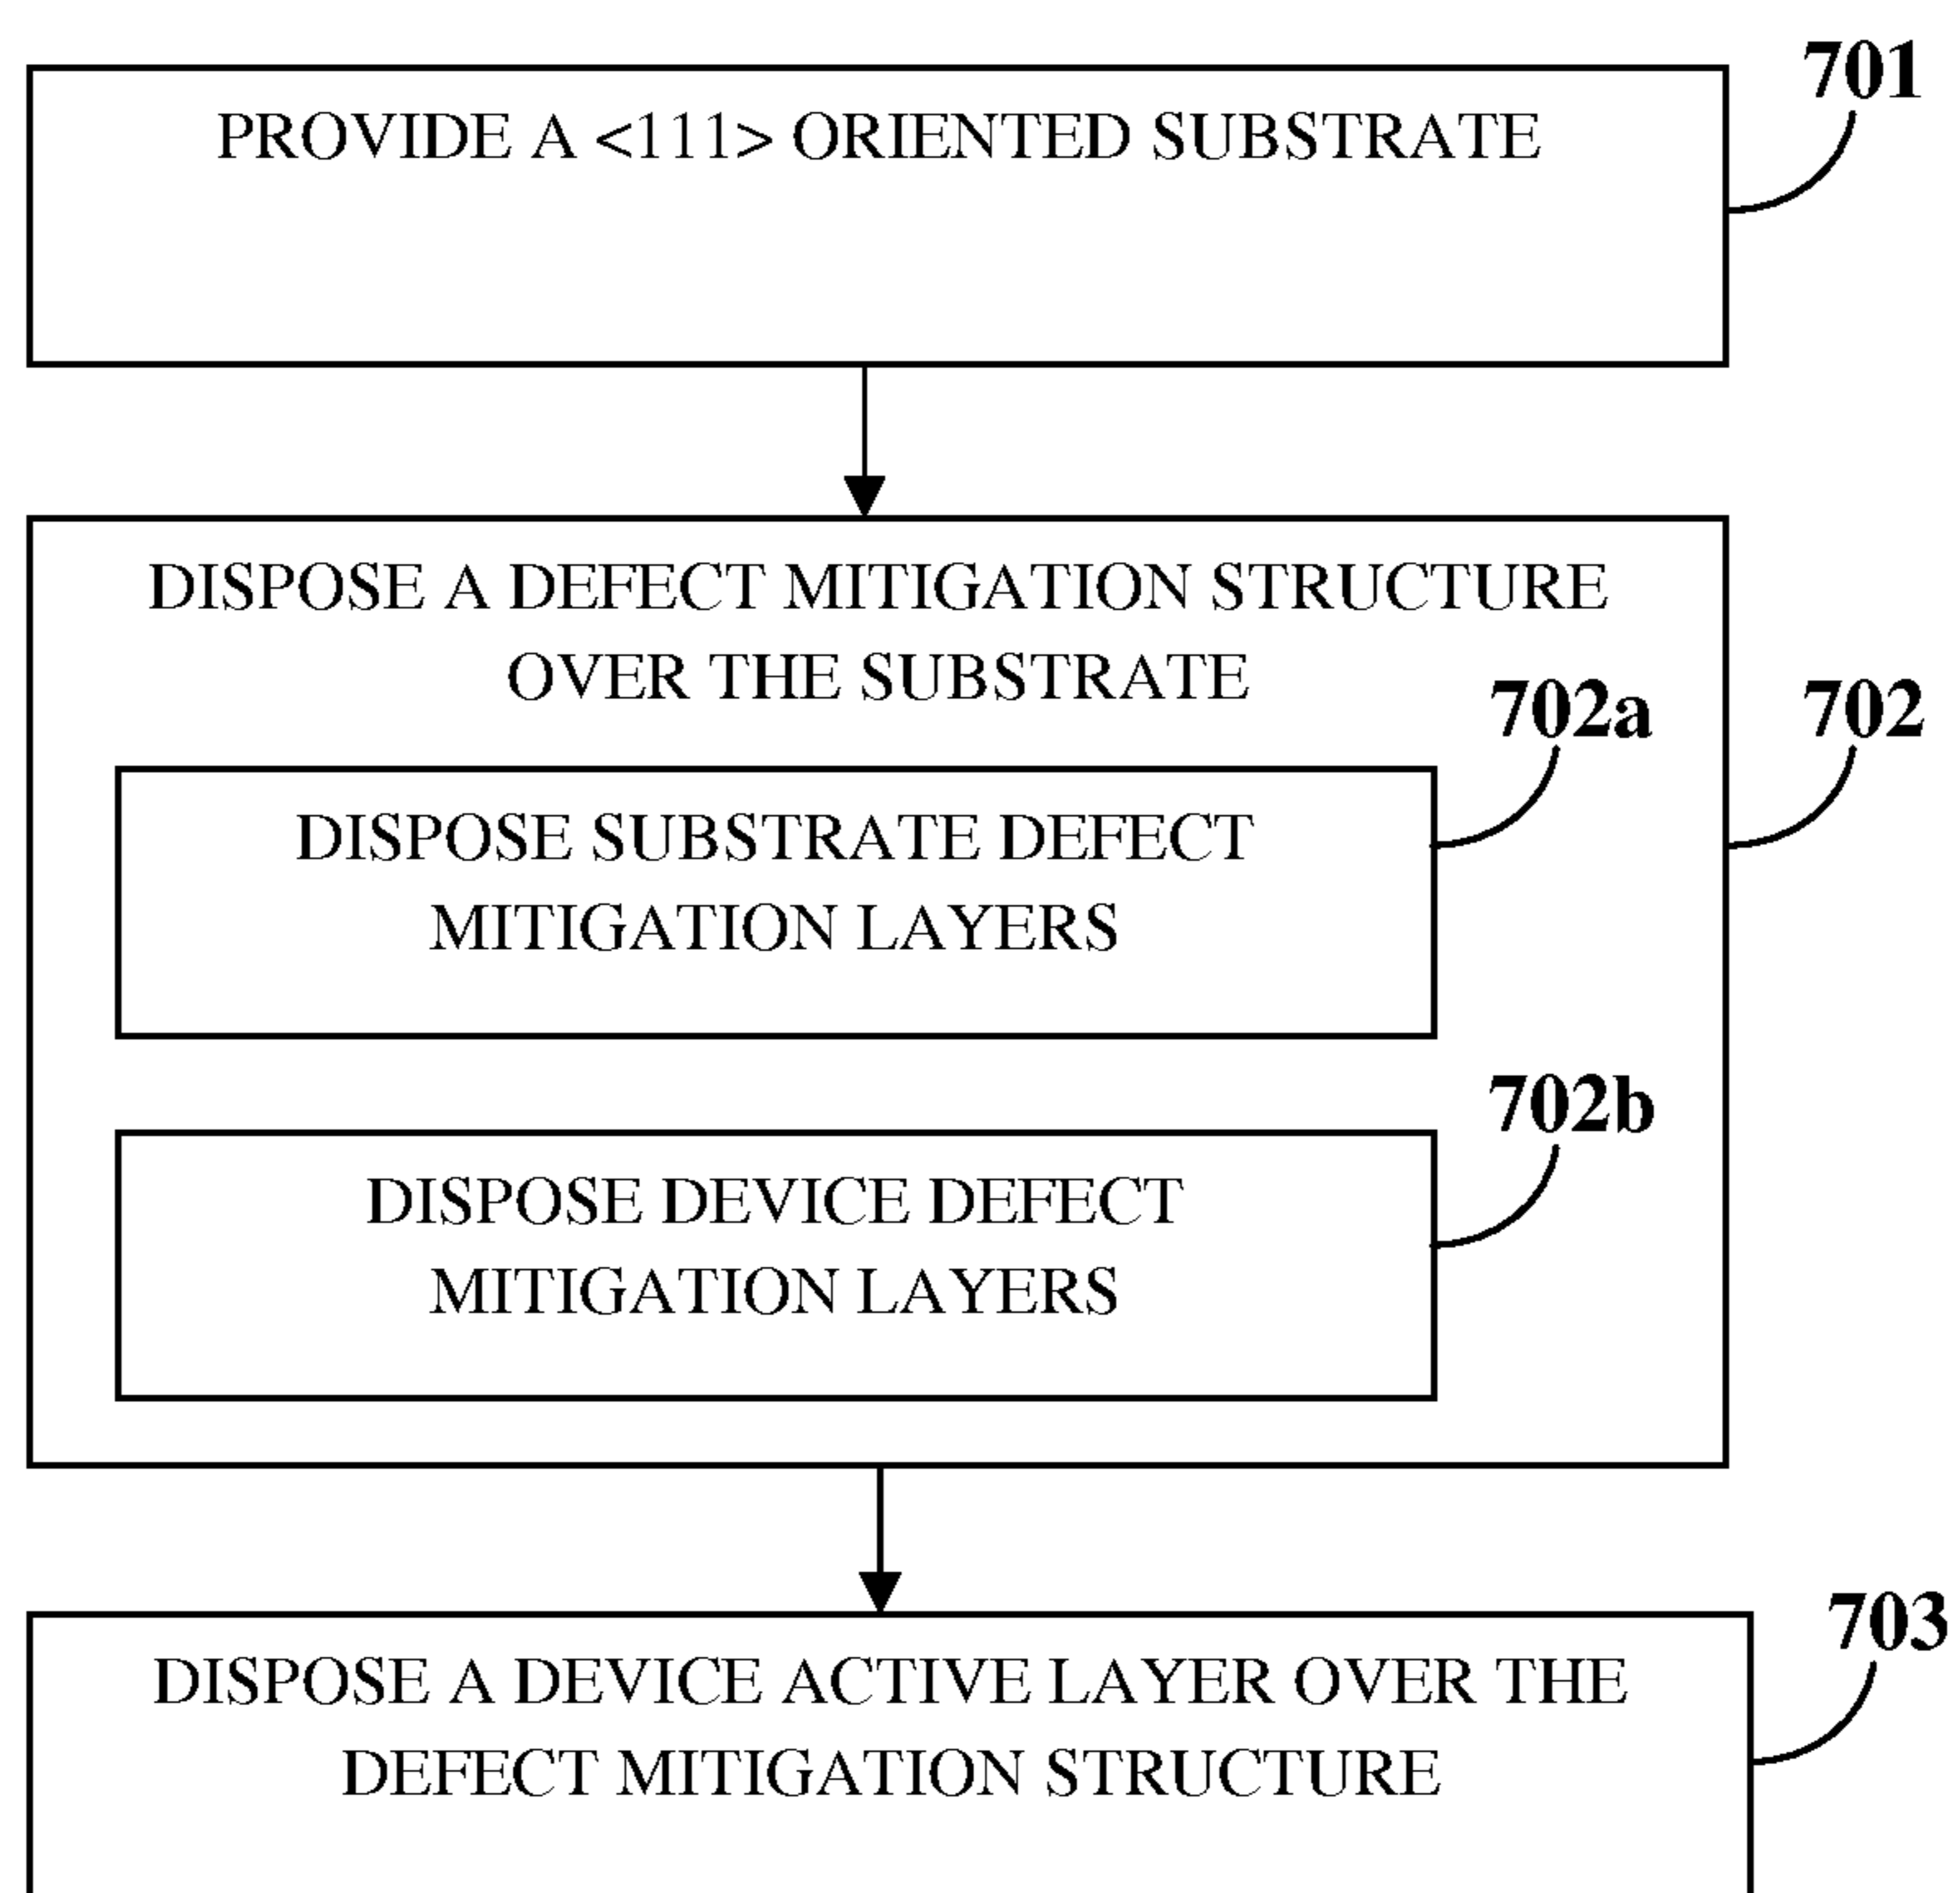 701
PROVIDE A <111> ORIENTED SUBSTRATE
DISPOSE A DEFECT MITIGATION STRUCTURE
OVER THE SUBSTRATE
702a
702
DISPOSE SUBSTRATE DEFECT
MITIGATION LAYERS
702b
DISPOSE DEVICE DEFECT
MITIGATION LAYERS
703
DISPOSE A DEVICE ACTIVE LAYER OVER THE
DEFECT MITIGATION STRUCTURE